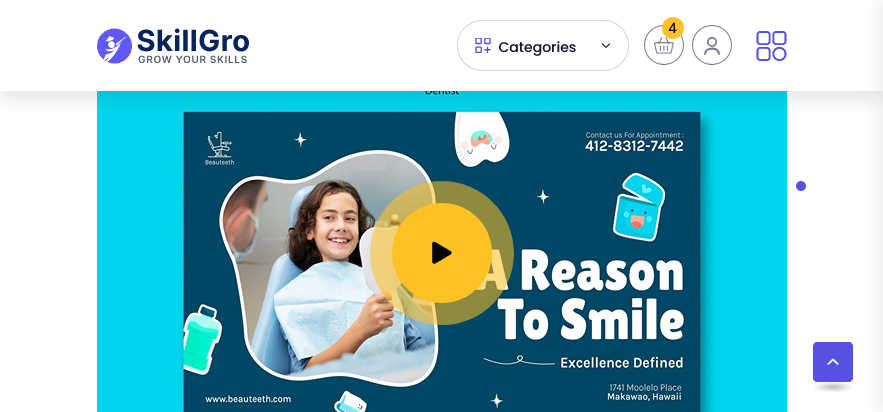 SkillGro
GROW YOUR SKILLS
Categories
4
Dentist
Beauteeth
Contact us For Appointment :
412-8312-7442
A Reason
To Smile
Excellence Defined
www.beauteeth.com
1741 Moolelo Place
Makawao, Hawaii